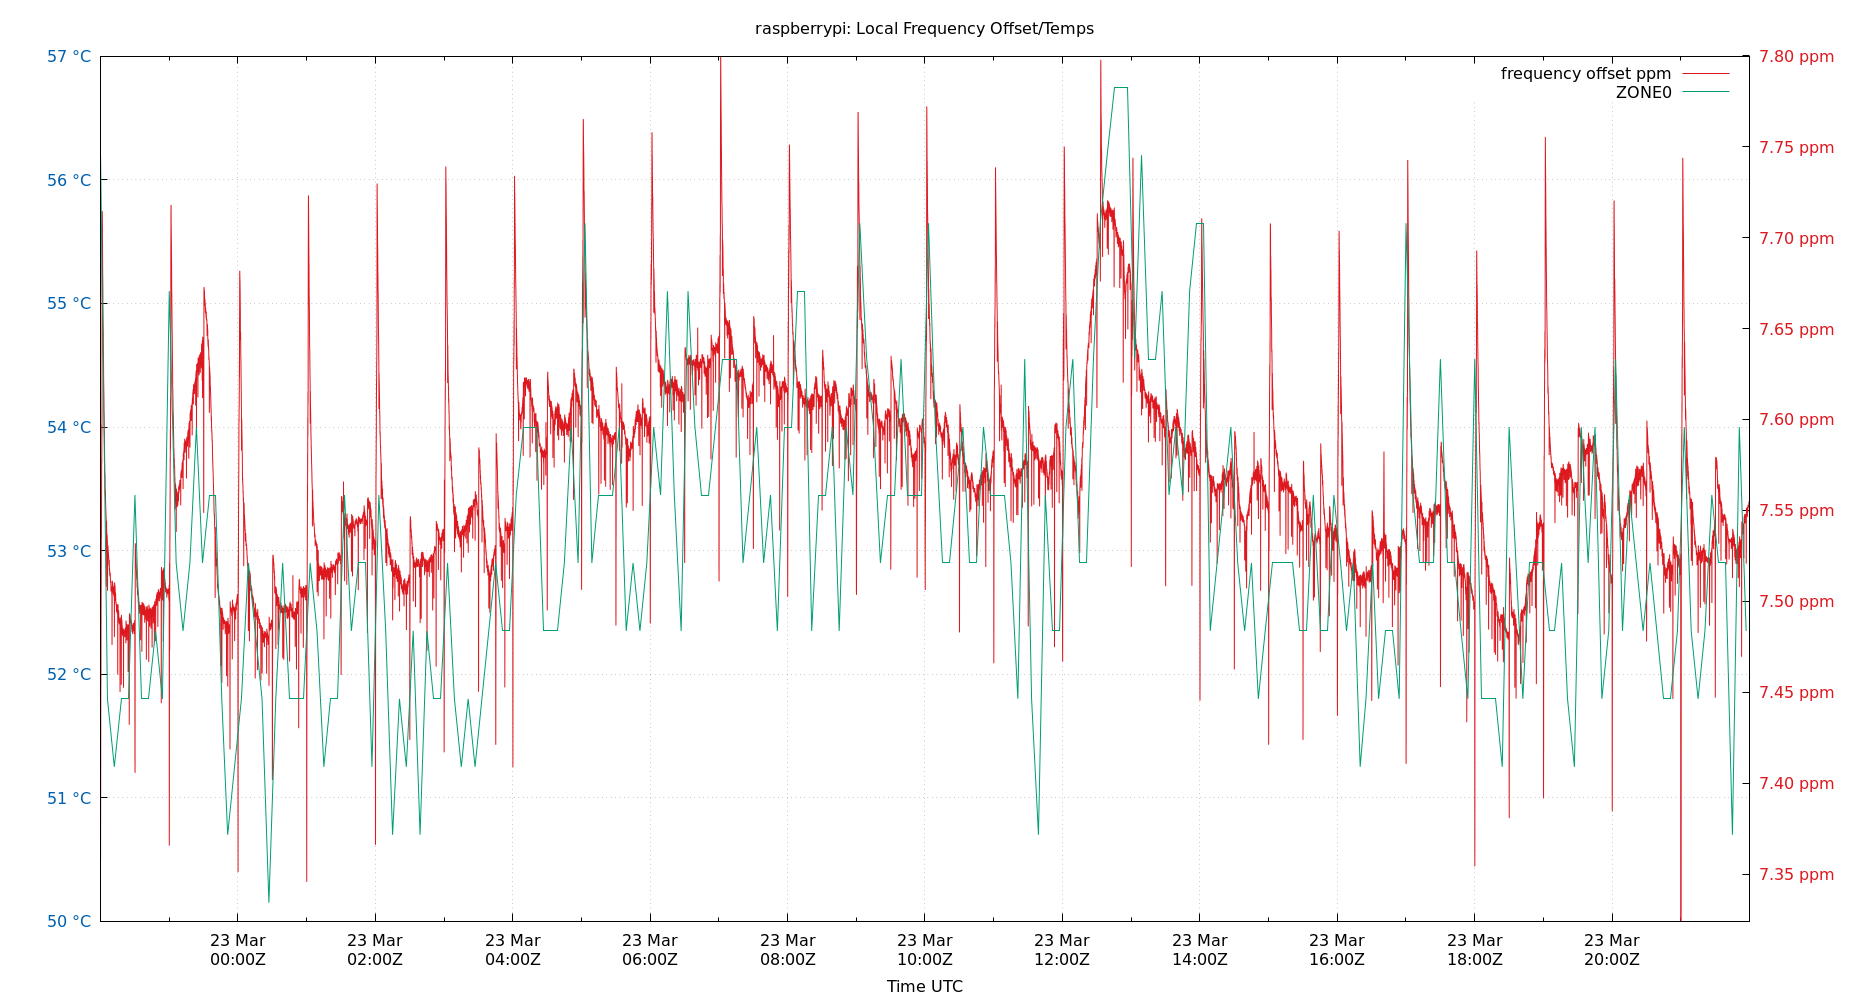 raspberrypi: Local Frequency Offset/Temps
57 °C
56 °C
55 °C
54 °C
53 °C
52 °C
51 °C
50 °C
7.80 ppm
7.75 ppm
7.70 ppm
7.65 ppm
7.60 ppm
7.55 ppm
7.50 ppm
7.45 ppm
7.40 ppm
7.35 ppm
frequency offset ppm
ZONE0
23 Mar
00:00Z
23 Mar
02:00Z
23 Mar
04:00Z
23 Mar
06:00Z
23 Mar
08:00Z
23 Mar
10:00Z
23 Mar
12:00Z
23 Mar
14:00Z
23 Mar
16:00Z
23 Mar
18:00Z
23 Mar
20:00Z
Time UTC